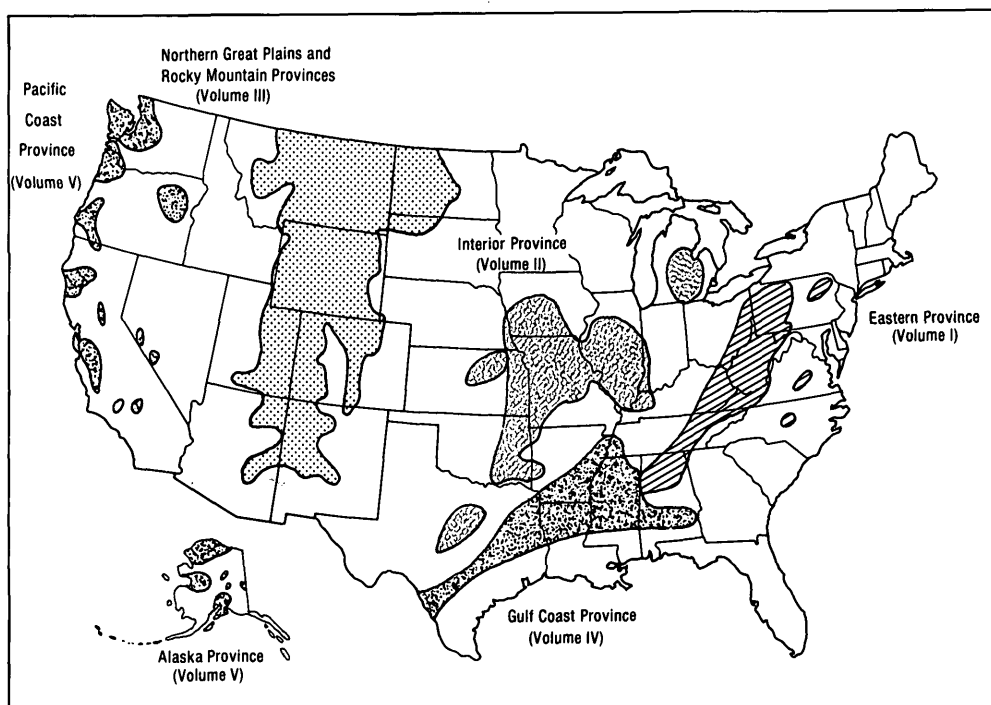 Northern Great Plains and
Rocky Mountain Provinces
(Volume III)
Pacific
Coast
Province
(Volume V)
Interior Province
(Volume II)
Eastern Province
(Volume I)
Gulf Coast Province
(Volume IV)
Alaska Province
(Volume V)